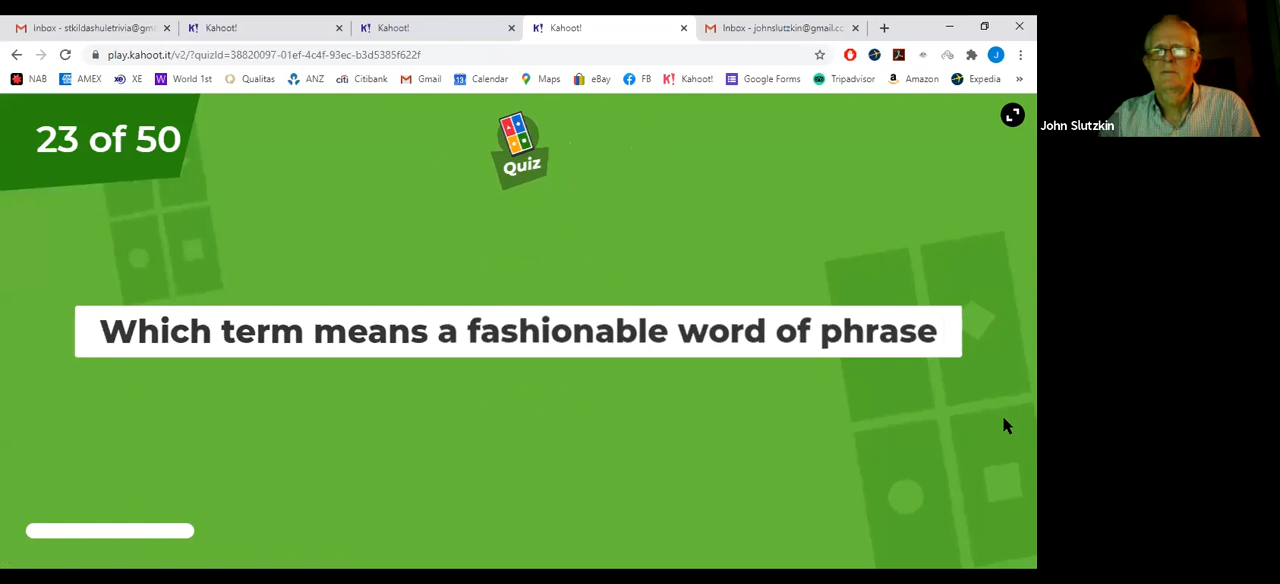 Inbox - stkildashuletrivia@gm
Kahoot!
Kahoot!
Kahoot!
Inbox - johnslutzkin@gmail.co
play.kahoot.it/v2/?quizId=38820097-01ef-4c4f-93ec-b3d5385f622f
NAB
AMEX
XE
World 1st
Qualitas
ANZ
Citibank
Gmail
Calendar
Maps
eBay
FB
Kahoot!
Google Forms
Tripadvisor
Amazon
Expedia
»
23 of 50
Quiz
John Slutzkin
Which term means a fashionable word of phrase